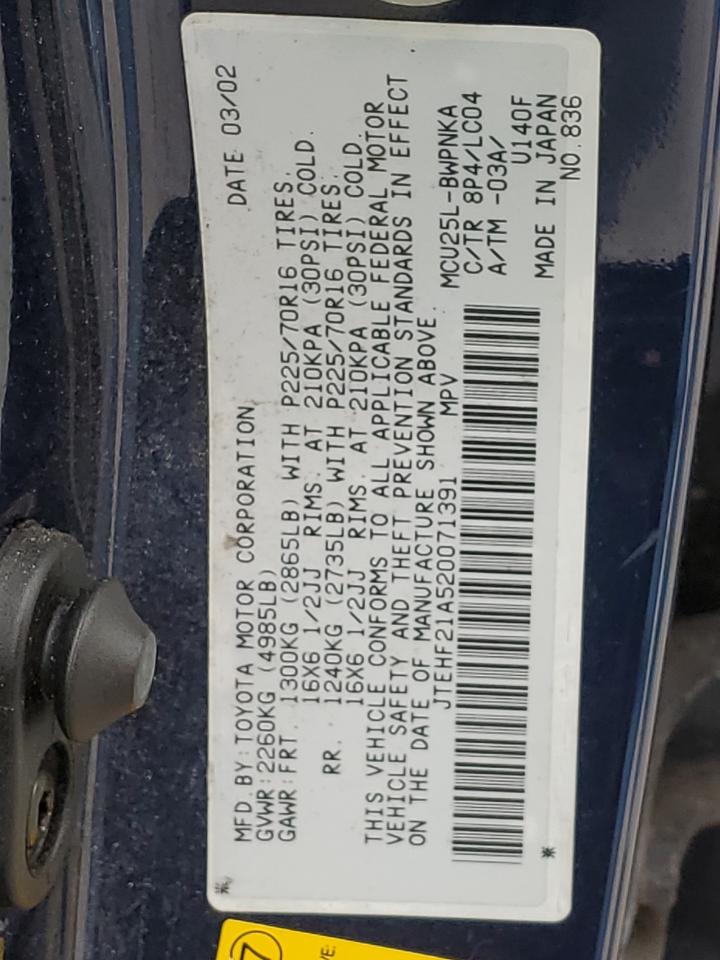 MFD. BY: TOYOTA MOTOR CORPORATION DATE 03/02
GVWR: 2260KG (4985LB)
GAWR: FRT. 1300KG (2865LB) WITH P225/70R16 TIRES,
16X6 1/2JJ RIMS. AT 210KPA (30PSI) COLD.
RR. 1240KG (2735LB) WITH P225/70R16 TIRES,
16X6 1/2JJ RIMS. AT 210KPA (30PSI) COLD.
THIS VEHICLE CONFORMS TO ALL APPLICABLE FEDERAL MOTOR
VEHICLE SAFETY AND THEFT PREVENTION STANDARDS IN EFFECT
ON THE DATE OF MANUFACTURE SHOWN ABOVE.
JTEHF21A520071391 MPV
MCU25L-BWPNKA
C/TR 8P4/LC04
A/TM -03A/
U140F
MADE IN JAPAN
NO. 836
7